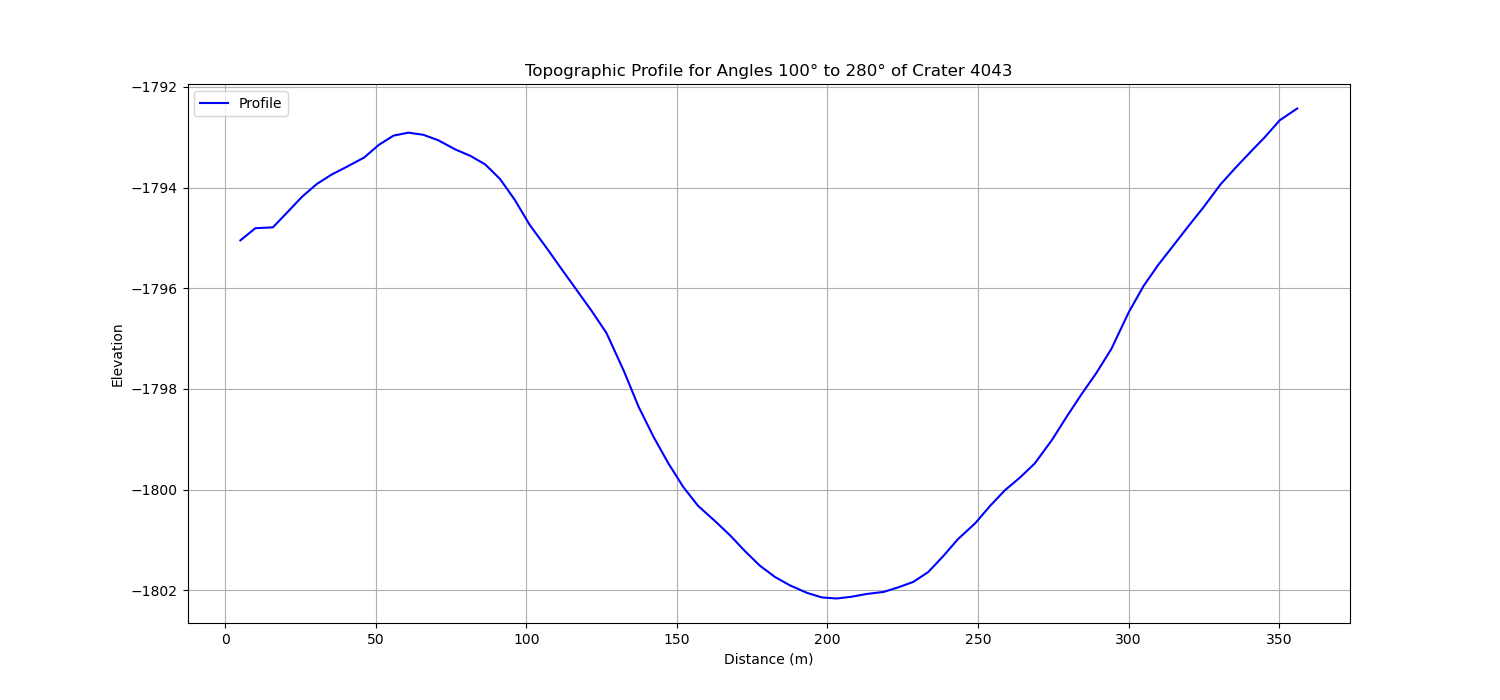 Topographic Profile for Angles 100° to 280° of Crater 4043
Profile
−1792
−1794
−1796
−1798
−1800
−1802
Elevation
0 50 100 150 200 250 300 350
Distance (m)